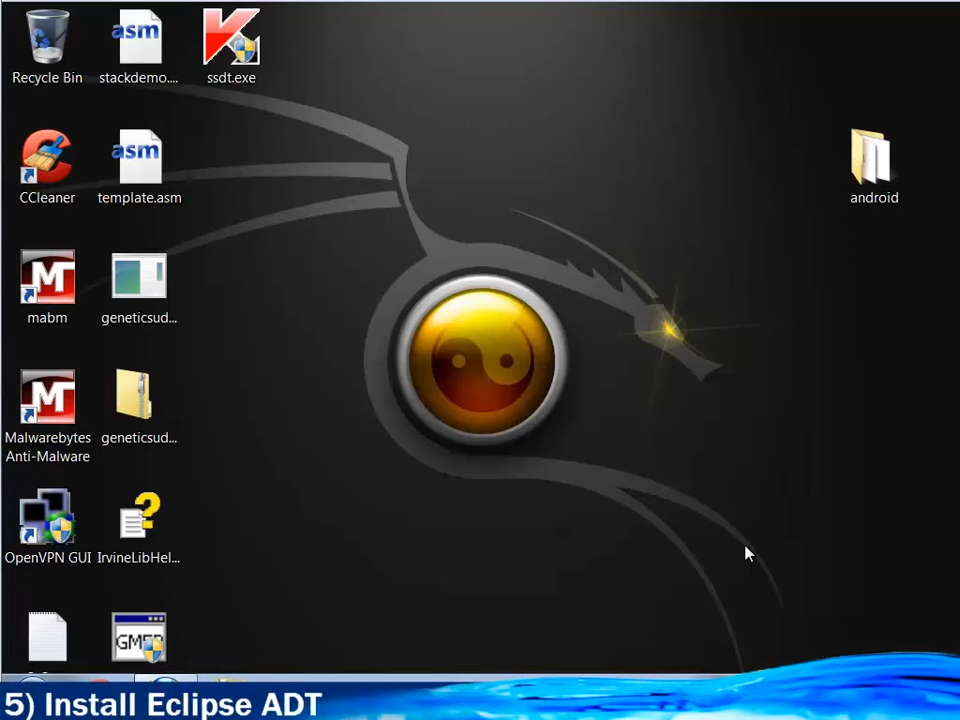 asm
asm
Recycle Bin
stackdemo....
ssdt.exe
CCleaner
template.asm
android
mabm
geneticsud...
Malwarebytes
Anti-Malware
geneticsud...
OpenVPN GUI
IrvineLibHel...
GMER
5) Install Eclipse ADT